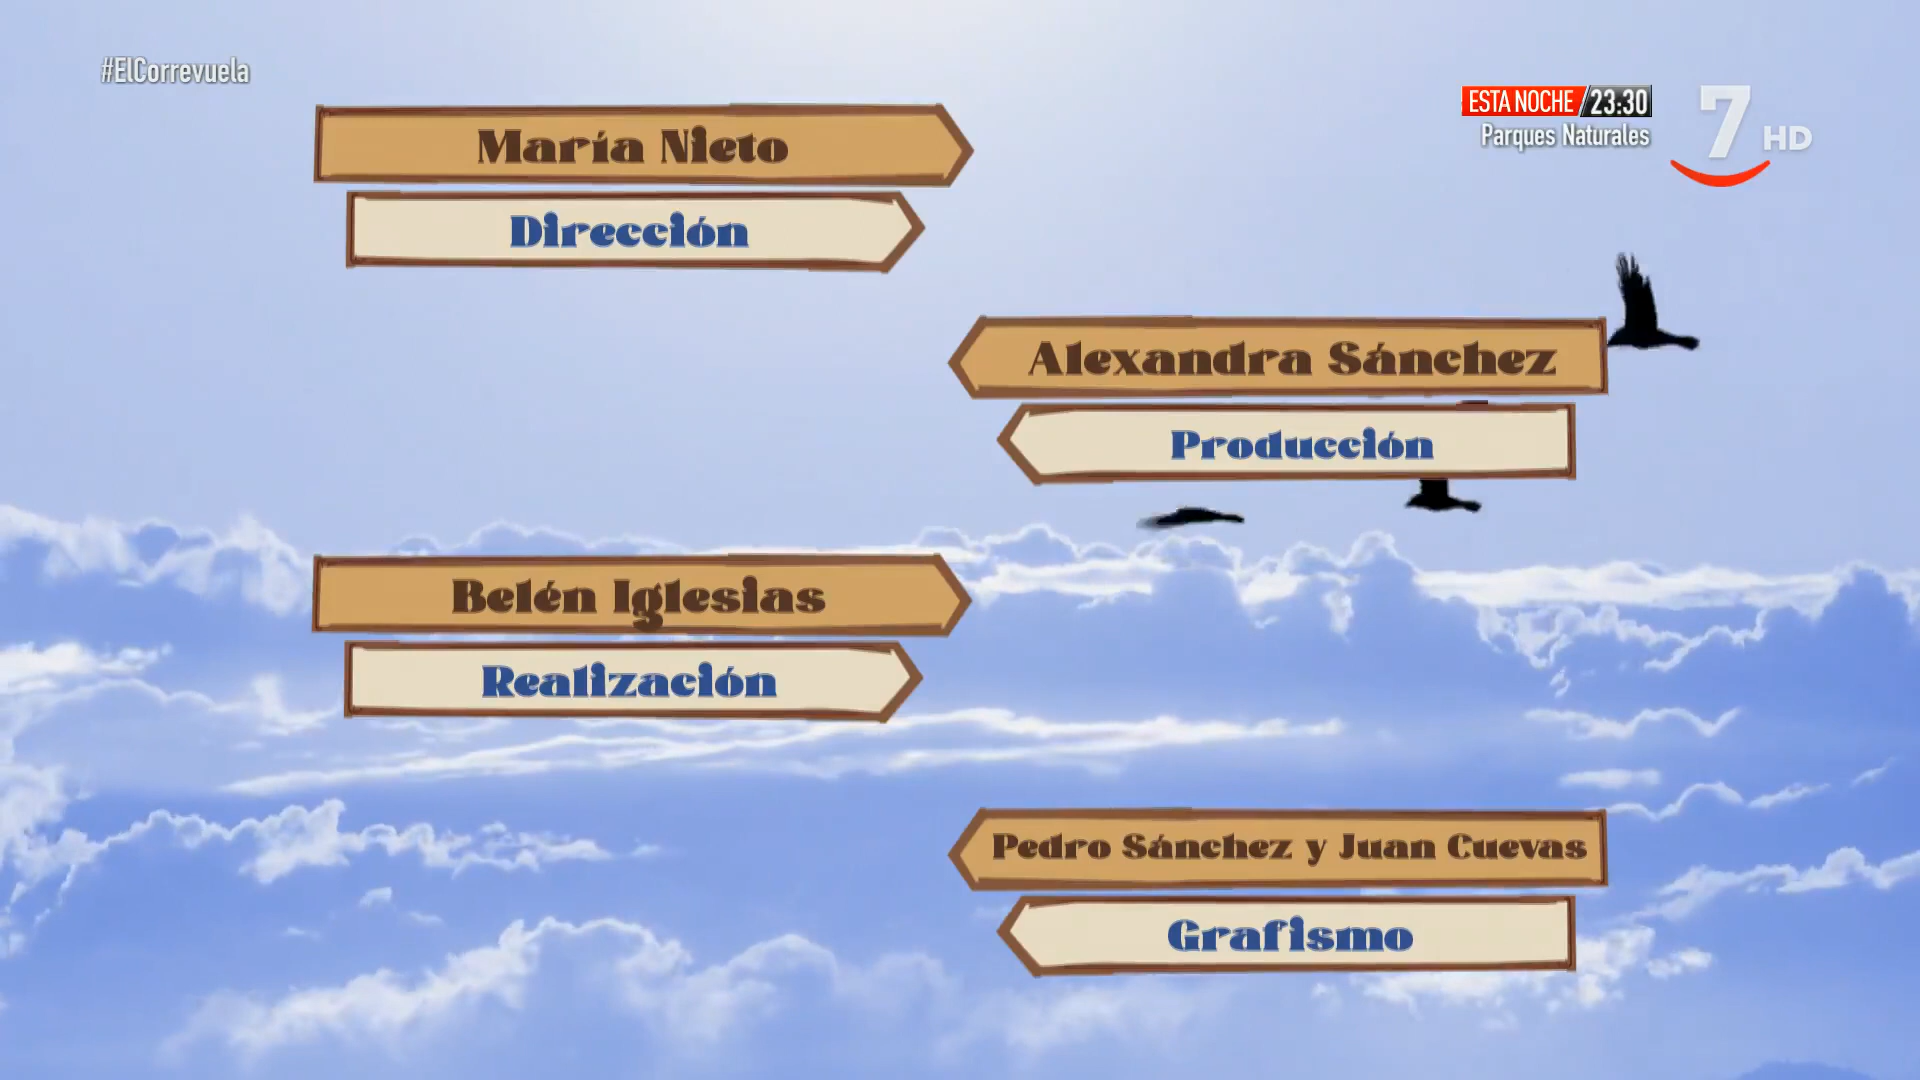 #ElCorrevuela
ESTA NOCHE 23:30
Parques Naturales
7 HD
María Nieto
Dirección
Alexandra Sánchez
Producción
Belén Iglesias
Realización
Pedro Sánchez y Juan Cuevas
Grafismo